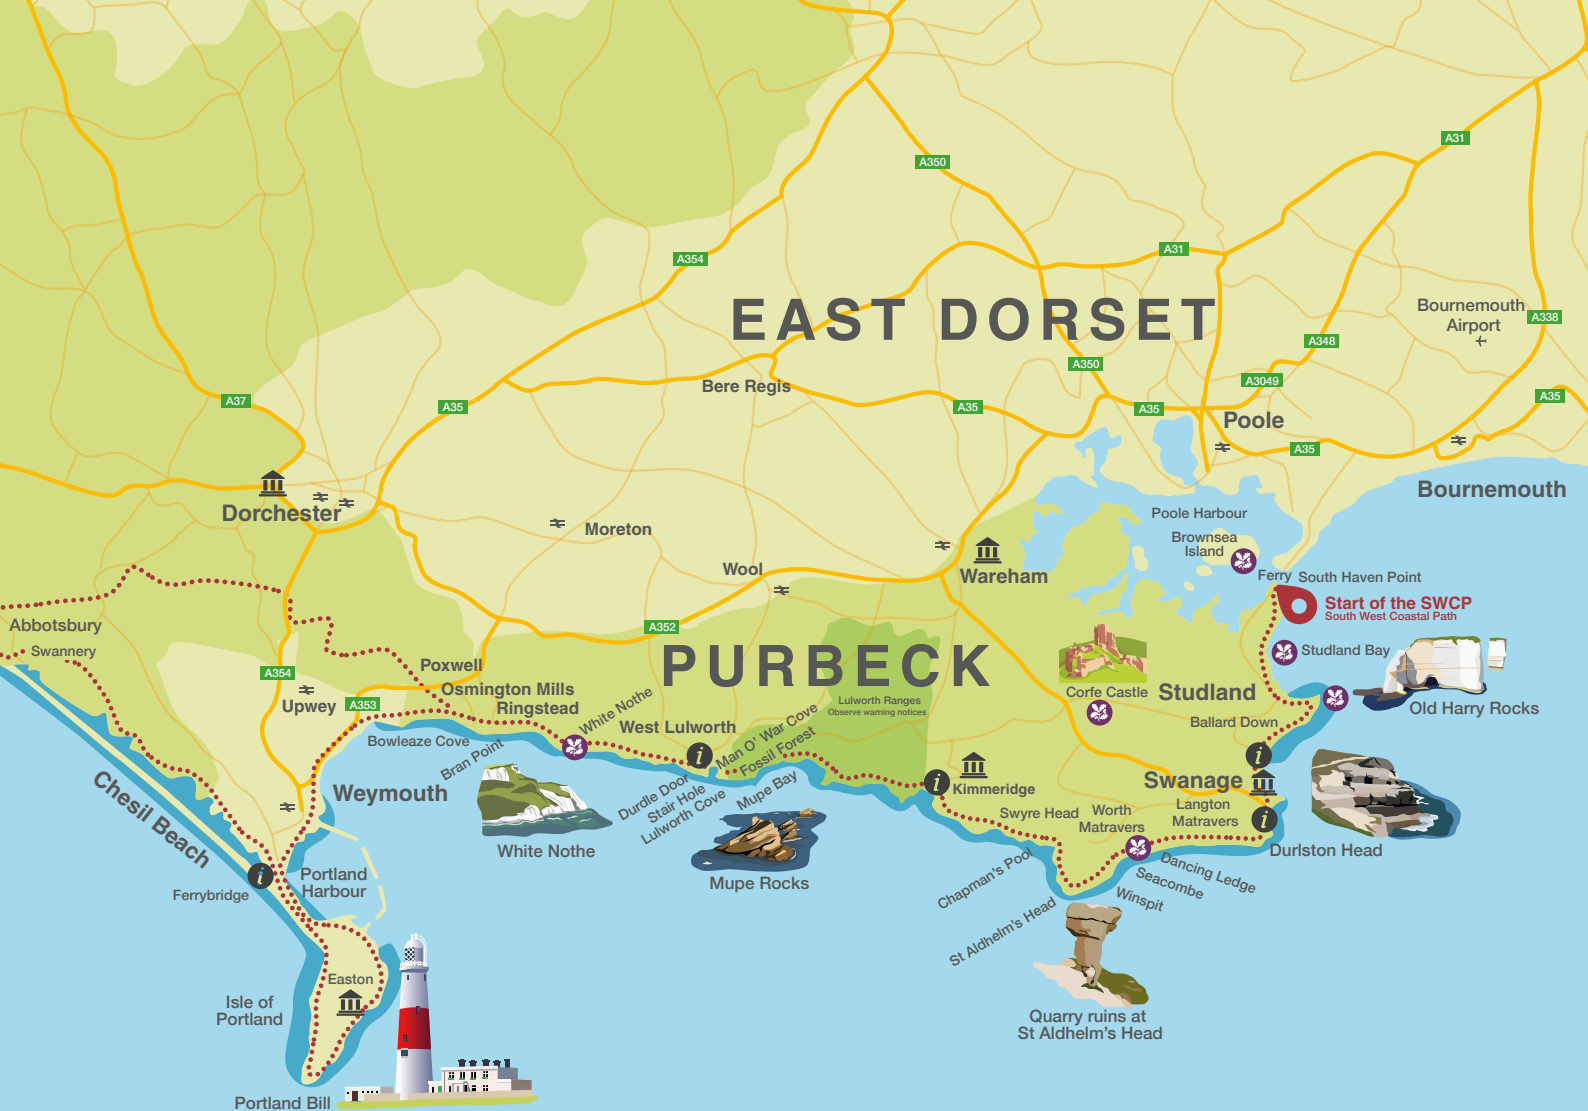 A31
A350
A31
A354
EAST DORSET
Bournemouth
Airport
A338
A348
A350
A3049
Bere Regis
A37
A35
A35
A35
A35
Poole
A35
Dorchester
Bournemouth
Moreton
Poole Harbour
Brownsea
Island
Wool
Wareham
Ferry
South Haven Point
Start of the SWCP
South West Coastal Path
Abbotsbury
Swannery
A352
PURBECK
Studland Bay
Poxwell
A354
Osmington Mills
Ringstead
Upwey
A353
White Nothe
Lulworth Ranges
Observe warning notices
Corfe Castle
Studland
Old Harry Rocks
West Lulworth
Ballard Down
Bowleaze Cove
Bran Point
Man O' War Cove
Fossil Forest
Durdle Door
Stair Hole
Lulworth Cove
Mupe Bay
Chesil Beach
Weymouth
Kimmeridge
Swanage
Langton
Matravers
Swyre Head
Worth
Matravers
White Nothe
Mupe Rocks
Durlston Head
Chapman's Pool
Dancing Ledge
Seacombe
Winspit
St Aldhelm's Head
Portland
Harbour
Ferrybridge
Easton
Isle of
Portland
Quarry ruins at
St Aldhelm's Head
Portland Bill